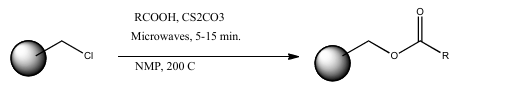 RCOOH, CS2CO3
Microwaves, 5-15 min.
NMP, 200 C
Cl
O
O
R